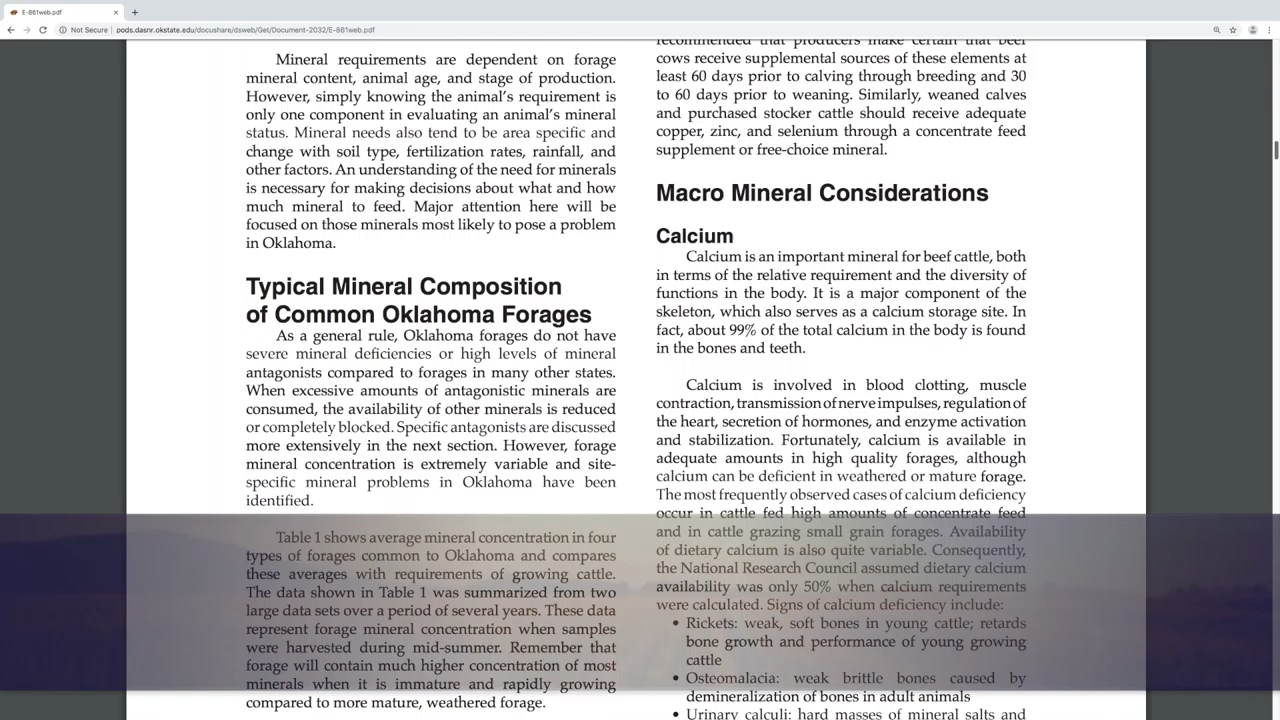 E-861web.pdf
Not Secure | pods.dasnr.okstate.edu/docushare/dsweb/Get/Document-2032/E-861web.pdf
Mineral requirements are dependent on forage
mineral content, animal age, and stage of production.
However, simply knowing the animal's requirement is
only one component in evaluating an animal's mineral
status. Mineral needs also tend to be area specific and
change with soil type, fertilization rates, rainfall, and
other factors. An understanding of the need for minerals
is necessary for making decisions about what and how
much mineral to feed. Major attention here will be
focused on those minerals most likely to pose a problem
in Oklahoma.
Typical Mineral Composition
of Common Oklahoma Forages
As a general rule, Oklahoma forages do not have
severe mineral deficiencies or high levels of mineral
antagonists compared to forages in many other states.
When excessive amounts of antagonistic minerals are
consumed, the availability of other minerals is reduced
or completely blocked. Specific antagonists are discussed
more extensively in the next section. However, forage
mineral concentration is extremely variable and site-
specific mineral problems in Oklahoma have been
identified.
Table 1 shows average mineral concentration in four
types of forages common to Oklahoma and compares
these averages with requirements of growing cattle.
The data shown in Table 1 was summarized from two
large data sets over a period of several years. These data
represent forage mineral concentration when samples
were harvested during mid-summer. Remember that
forage will contain much higher concentration of most
minerals when it is immature and rapidly growing
compared to more mature, weathered forage.
recommended that producers make certain that beef
cows receive supplemental sources of these elements at
least 60 days prior to calving through breeding and 30
to 60 days prior to weaning. Similarly, weaned calves
and purchased stocker cattle should receive adequate
copper, zinc, and selenium through a concentrate feed
supplement or free-choice mineral.
Macro Mineral Considerations
Calcium
Calcium is an important mineral for beef cattle, both
in terms of the relative requirement and the diversity of
functions in the body. It is a major component of the
skeleton, which also serves as a calcium storage site. In
fact, about 99% of the total calcium in the body is found
in the bones and teeth.
Calcium is involved in blood clotting, muscle
contraction, transmission of nerve impulses, regulation of
the heart, secretion of hormones, and enzyme activation
and stabilization. Fortunately, calcium is available in
adequate amounts in high quality forages, although
calcium can be deficient in weathered or mature forage.
The most frequently observed cases of calcium deficiency
occur in cattle fed high amounts of concentrate feed
and in cattle grazing small grain forages. Availability
of dietary calcium is also quite variable. Consequently,
the National Research Council assumed dietary calcium
availability was only 50% when calcium requirements
were calculated. Signs of calcium deficiency include:
• Rickets: weak, soft bones in young cattle; retards
bone growth and performance of young growing
cattle
• Osteomalacia: weak brittle bones caused by
demineralization of bones in adult animals
• Urinary calculi: hard masses of mineral salts and